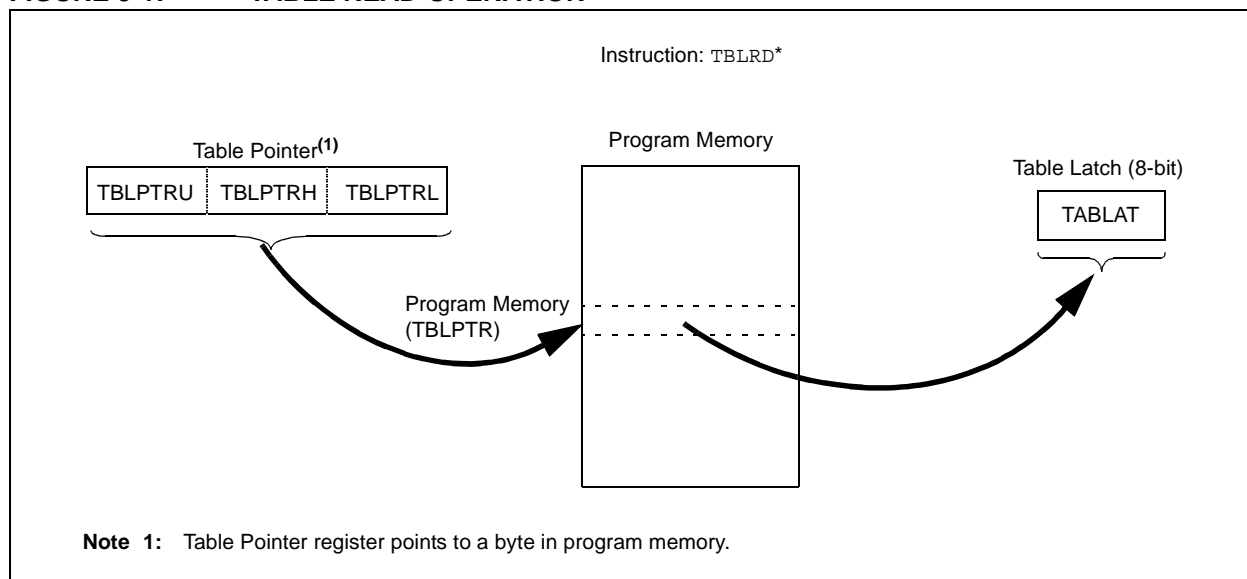 Instruction: TBLRD*
Table Pointer(1)
Program Memory
Table Latch (8-bit)
TBLPTRU TBLPTRH TBLPTRL
TABLAT
Program Memory
(TBLPTR)
Note 1: Table Pointer register points to a byte in program memory.